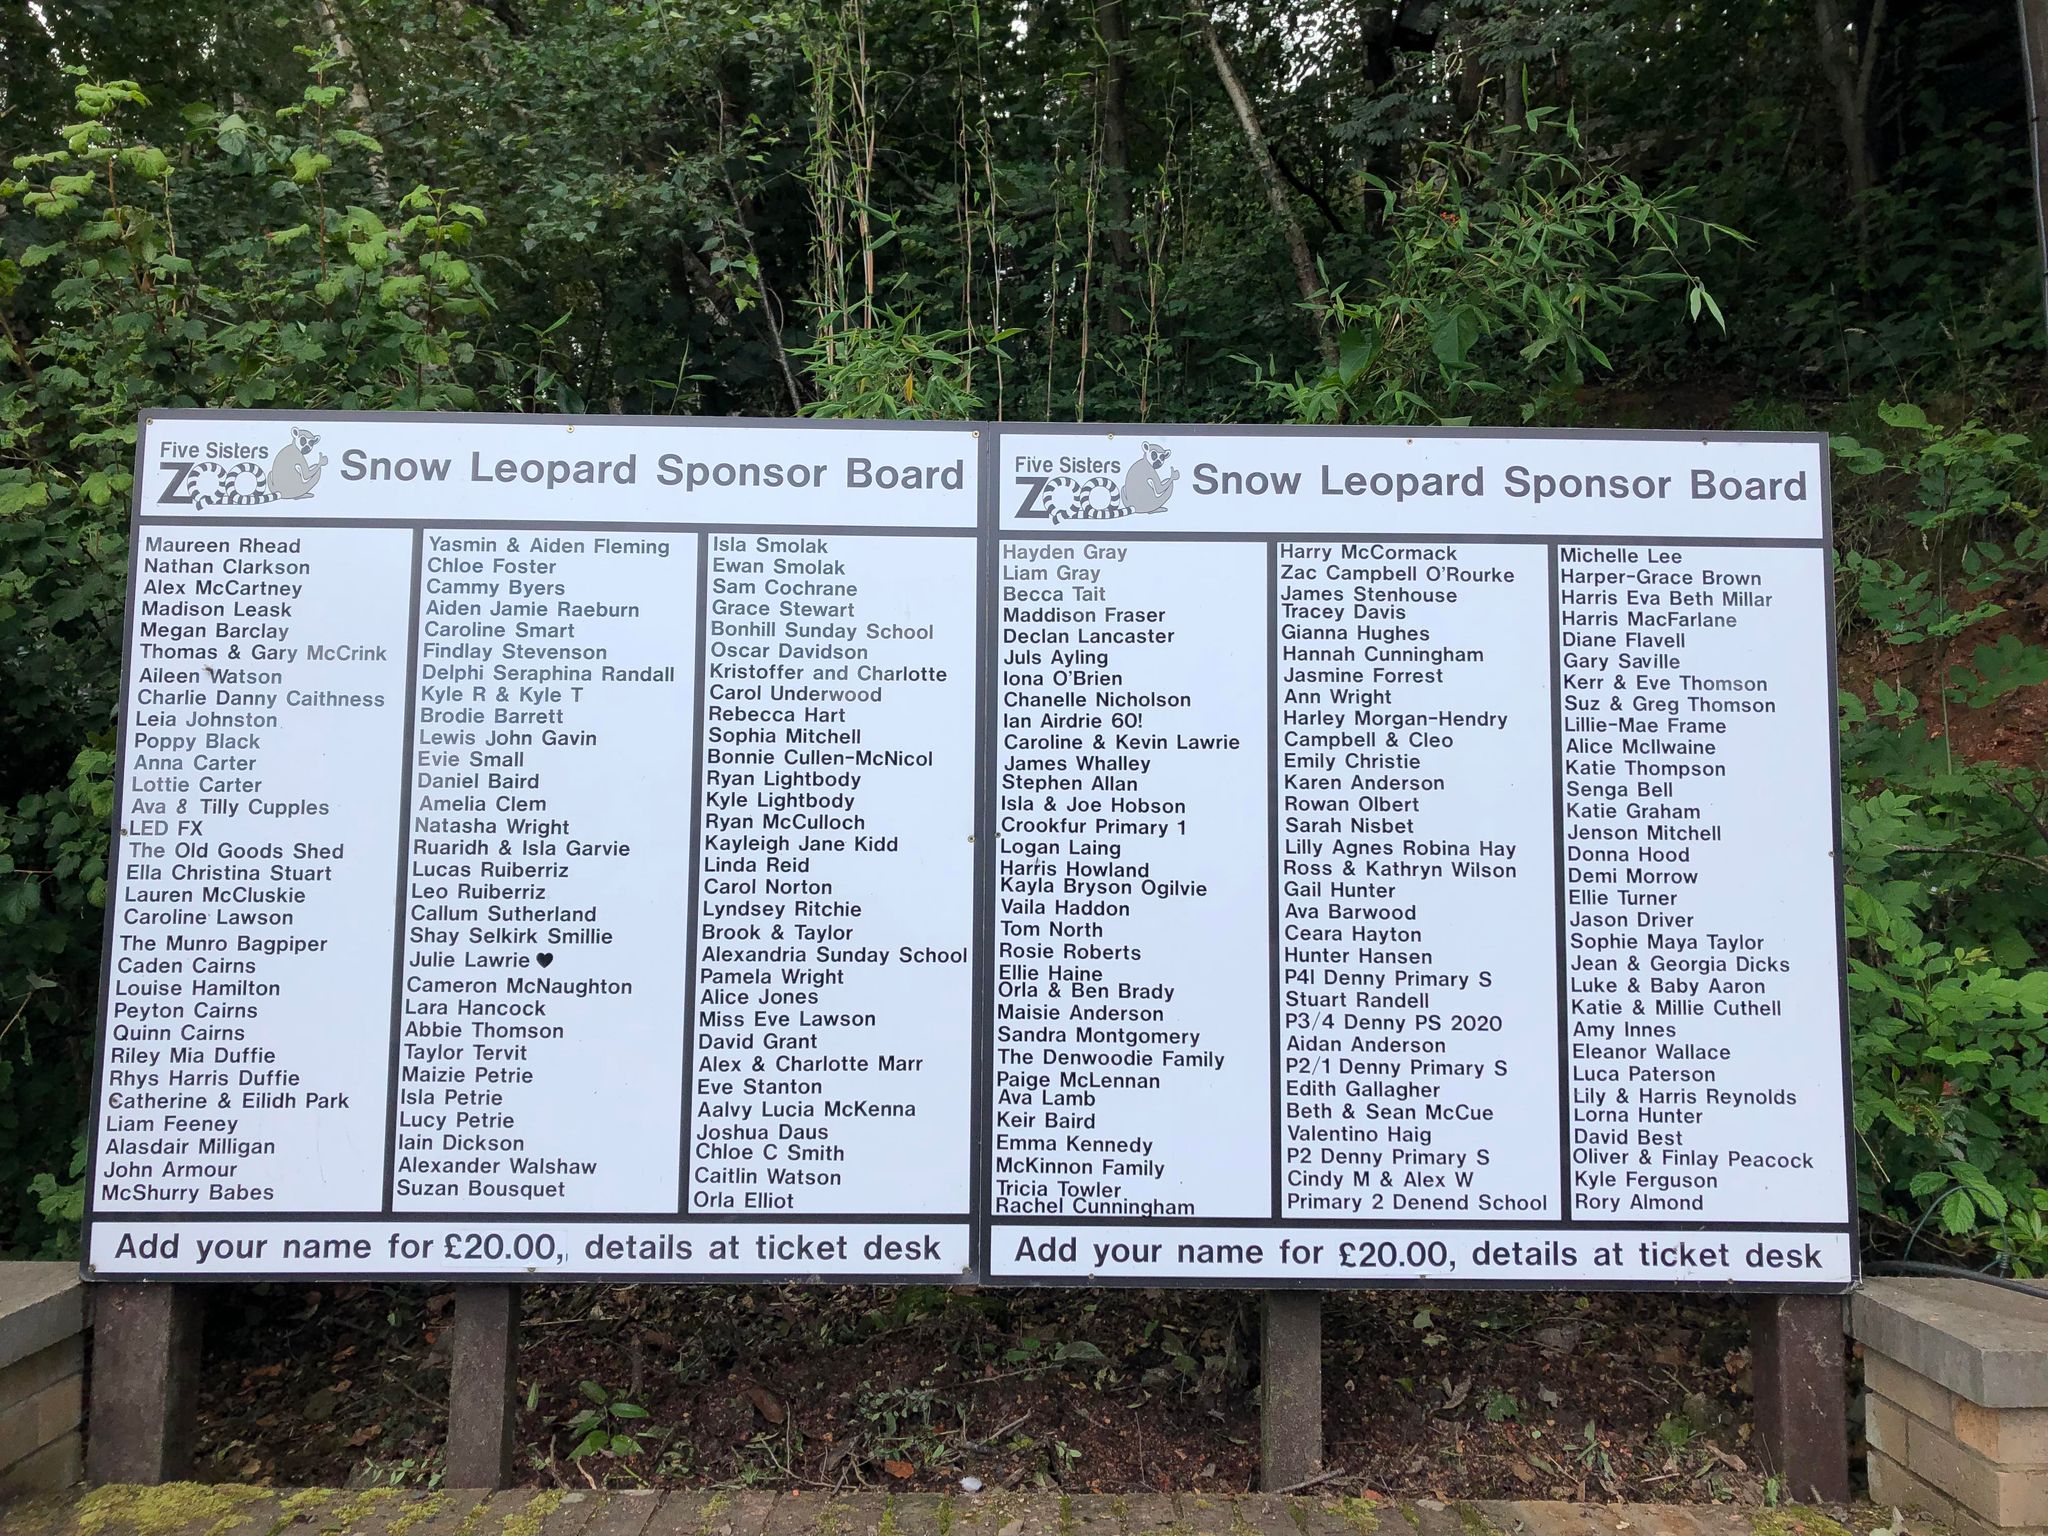 Five Sisters
ZOO
Snow Leopard Sponsor Board
Maureen Rhead
Nathan Clarkson
Alex McCartney
Madison Leask
Megan Barclay
Thomas & Gary McCrink
Aileen Watson
Charlie Danny Caithness
Leia Johnston
Poppy Black
Anna Carter
Lottie Carter
Ava & Tilly Cupples
LED FX
The Old Goods Shed
Ella Christina Stuart
Lauren McCluskie
Caroline Lawson
The Munro Bagpiper
Caden Cairns
Louise Hamilton
Peyton Cairns
Quinn Cairns
Riley Mia Duffie
Rhys Harris Duffie
Catherine & Eilidh Park
Liam Feeney
Alasdair Milligan
John Armour
McShurry Babes
Yasmin & Aiden Fleming
Chloe Foster
Cammy Byers
Aiden Jamie Raeburn
Caroline Smart
Findlay Stevenson
Delphi Seraphina Randall
Kyle R & Kyle T
Brodie Barrett
Lewis John Gavin
Evie Small
Daniel Baird
Amelia Clem
Natasha Wright
Ruaridh & Isla Garvie
Lucas Ruiberriz
Leo Ruiberriz
Callum Sutherland
Shay Selkirk Smillie
Julie Lawrie ♥
Cameron McNaughton
Lara Hancock
Abbie Thomson
Taylor Tervit
Maizie Petrie
Isla Petrie
Lucy Petrie
Iain Dickson
Alexander Walshaw
Suzan Bousquet
Isla Smolak
Ewan Smolak
Sam Cochrane
Grace Stewart
Bonhill Sunday School
Oscar Davidson
Kristoffer and Charlotte
Carol Underwood
Rebecca Hart
Sophia Mitchell
Bonnie Cullen-McNicol
Ryan Lightbody
Kyle Lightbody
Ryan McCulloch
Kayleigh Jane Kidd
Linda Reid
Carol Norton
Lyndsey Ritchie
Brook & Taylor
Alexandria Sunday School
Pamela Wright
Alice Jones
Miss Eve Lawson
David Grant
Alex & Charlotte Marr
Eve Stanton
Aalvy Lucia McKenna
Joshua Daus
Chloe C Smith
Caitlin Watson
Orla Elliot
Add your name for £20.00, details at ticket desk
Five Sisters
ZOO
Snow Leopard Sponsor Board
Hayden Gray
Liam Gray
Becca Tait
Maddison Fraser
Declan Lancaster
Juls Ayling
Iona O'Brien
Chanelle Nicholson
Ian Airdrie 60!
Caroline & Kevin Lawrie
James Whalley
Stephen Allan
Isla & Joe Hobson
Crookfur Primary 1
Logan Laing
Harris Howland
Kayla Bryson Ogilvie
Vaila Haddon
Tom North
Rosie Roberts
Ellie Haine
Orla & Ben Brady
Maisie Anderson
Sandra Montgomery
The Denwoodie Family
Paige McLennan
Ava Lamb
Keir Baird
Emma Kennedy
McKinnon Family
Tricia Towler
Rachel Cunningham
Harry McCormack
Zac Campbell O'Rourke
James Stenhouse
Tracey Davis
Gianna Hughes
Hannah Cunningham
Jasmine Forrest
Ann Wright
Harley Morgan-Hendry
Campbell & Cleo
Emily Christie
Karen Anderson
Rowan Olbert
Sarah Nisbet
Lilly Agnes Robina Hay
Ross & Kathryn Wilson
Gail Hunter
Ava Barwood
Ceara Hayton
Hunter Hansen
P4I Denny Primary S
Stuart Randell
P3/4 Denny PS 2020
Aidan Anderson
P2/1 Denny Primary S
Edith Gallagher
Beth & Sean McCue
Valentino Haig
P2 Denny Primary S
Cindy M & Alex W
Primary 2 Denend School
Michelle Lee
Harper-Grace Brown
Harris Eva Beth Millar
Harris MacFarlane
Diane Flavell
Gary Saville
Kerr & Eve Thomson
Suz & Greg Thomson
Lillie-Mae Frame
Alice McIlwaine
Katie Thompson
Senga Bell
Katie Graham
Jenson Mitchell
Donna Hood
Demi Morrow
Ellie Turner
Jason Driver
Sophie Maya Taylor
Jean & Georgia Dicks
Luke & Baby Aaron
Katie & Millie Cuthell
Amy Innes
Eleanor Wallace
Luca Paterson
Lily & Harris Reynolds
Lorna Hunter
David Best
Oliver & Finlay Peacock
Kyle Ferguson
Rory Almond
Add your name for £20.00, details at ticket desk